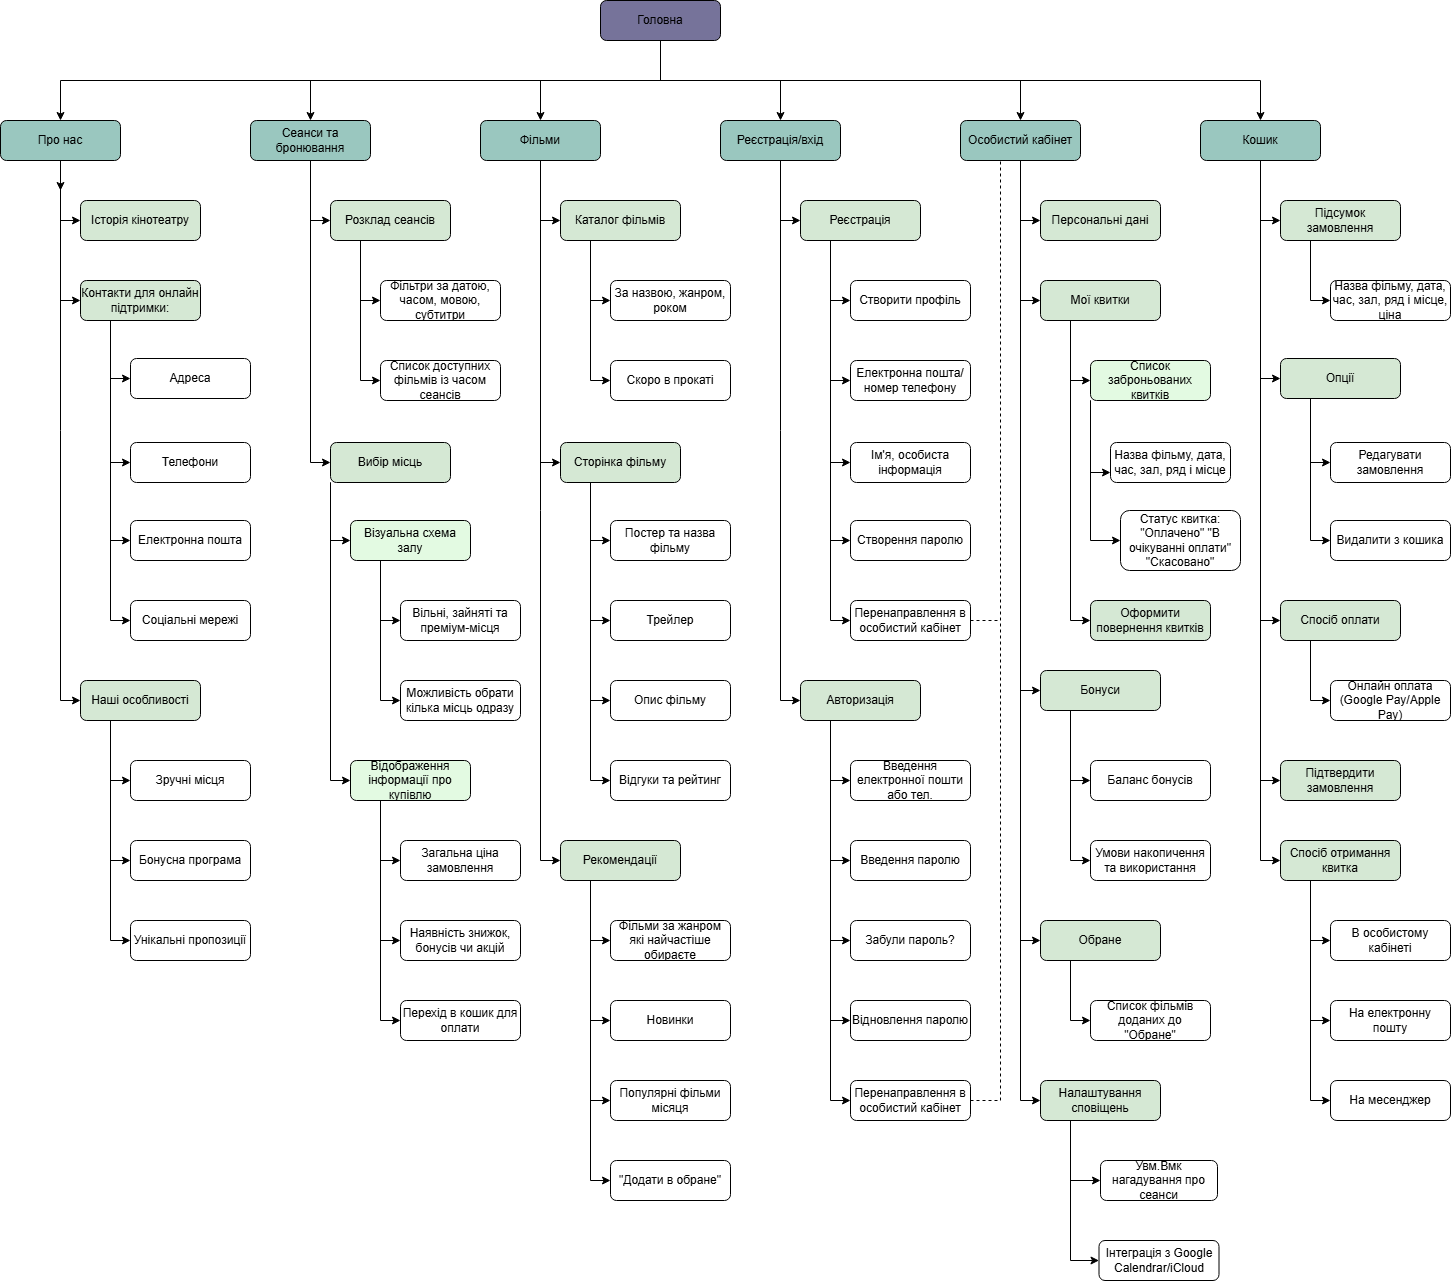 Головна
Про нас
Історія кінотеатру
Контакти для онлайн
підтримки:
Адреса
Телефони
Електронна пошта
Соціальні мережі
Наші особливості
Зручні місця
Бонусна програма
Унікальні пропозиції
Сеанси та
бронювання
Розклад сеансів
Фільтри за датою,
часом, мовою,
субтитри
Список доступних
фільмів із часом
сеансів
Вибір місць
Візуальна схема
залу
Вільні, зайняті та
преміум-місця
Можливість обрати
кілька місць одразу
Відображення
інформації про
купівлю
Загальна ціна
замовлення
Наявність знижок,
бонусів чи акцій
Перехід в кошик для
оплати
Фільми
Каталог фільмів
За назвою, жанром,
роком
Скоро в прокаті
Сторінка фільму
Постер та назва
фільму
Трейлер
Опис фільму
Відгуки та рейтинг
Рекомендації
Фільми за жанром
які найчастіше
обираєте
Новинки
Популярні фільми
місяця
"Додати в обране"
Реєстрація/вхід
Реєстрація
Створити профіль
Електронна пошта/
номер телефону
Ім'я, особиста
інформація
Створення паролю
Перенаправлення в
особистий кабінет
Авторизація
Введення
електронної пошти
або тел.
Введення паролю
Забули пароль?
Відновлення паролю
Перенаправлення в
особистий кабінет
Особистий кабінет
Персональні дані
Мої квитки
Список
заброньованих
квитків
Назва фільму, дата,
час, зал, ряд і місце
Статус квитка:
"Оплачено" "В
очікуванні оплати"
"Скасовано"
Оформити
повернення квитків
Бонуси
Баланс бонусів
Умови накопичення
та використання
Обране
Список фільмів
доданих до
"Обране"
Налаштування
сповіщень
Увм.Вмк
нагадування про
сеанси
Інтеграція з Google
Calendrar/iCloud
Кошик
Підсумок
замовлення
Назва фільму, дата,
час, зал, ряд і місце,
ціна
Опції
Редагувати
замовлення
Видалити з кошика
Спосіб оплати
Онлайн оплата
(Google Pay/Apple
Pay)
Підтвердити
замовлення
Спосіб отримання
квитка
В особистому
кабінеті
На електронну
пошту
На месенджер